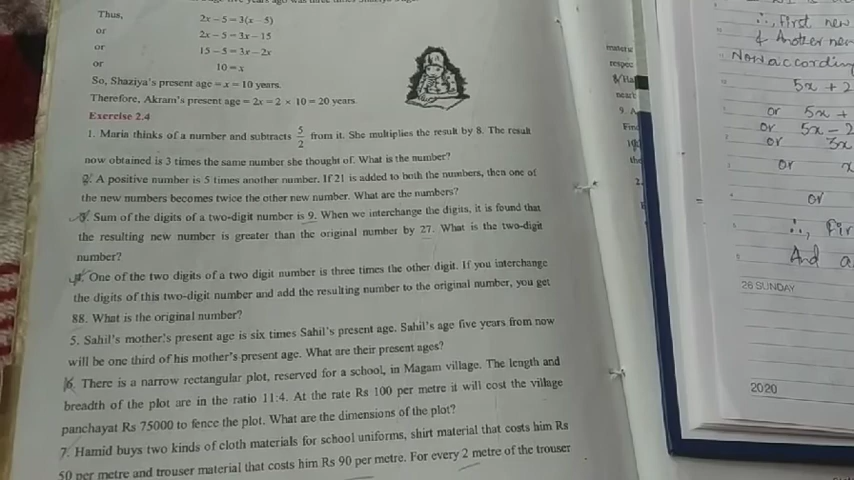 Thus, 2x – 5 = 3(x – 5)
or 2x – 5 = 3x – 15
or 15 – 5 = 3x – 2x
or 10 = x
So, Shaziya's present age = x = 10 years.
Therefore, Akram's present age = 2x = 2 × 10 = 20 years.
Exercise 2.4
1. Maria thinks of a number and subtracts 5/2 from it. She multiplies the result by 8. The result
now obtained is 3 times the same number she thought of. What is the number?
2. A positive number is 5 times another number. If 21 is added to both the numbers, then one of
the new numbers becomes twice the other new number. What are the numbers?
3. Sum of the digits of a two-digit number is 9. When we interchange the digits, it is found that
the resulting new number is greater than the original number by 27. What is the two-digit
number?
4. One of the two digits of a two digit number is three times the other digit. If you interchange
the digits of this two-digit number and add the resulting number to the original number, you get
88. What is the original number?
5. Sahil's mother's present age is six times Sahil's present age. Sahil's age five years from now
will be one third of his mother's present age. What are their present ages?
6. There is a narrow rectangular plot, reserved for a school, in Magam village. The length and
breadth of the plot are in the ratio 11:4. At the rate Rs 100 per metre it will cost the village
panchayat Rs 75000 to fence the plot. What are the dimensions of the plot?
7. Hamid buys two kinds of cloth materials for school uniforms, shirt material that costs him Rs
50 per metre and trouser material that costs him Rs 90 per metre. For every 2 metre of the trouser
respec
8. Ha
9. A
Fin
the
2.
∴, First new
& Another new
Now according
5x + 2
or 5x +
or 5x – 2
or 3x
or x
or
∴, Fir
And a
26 SUNDAY
2020